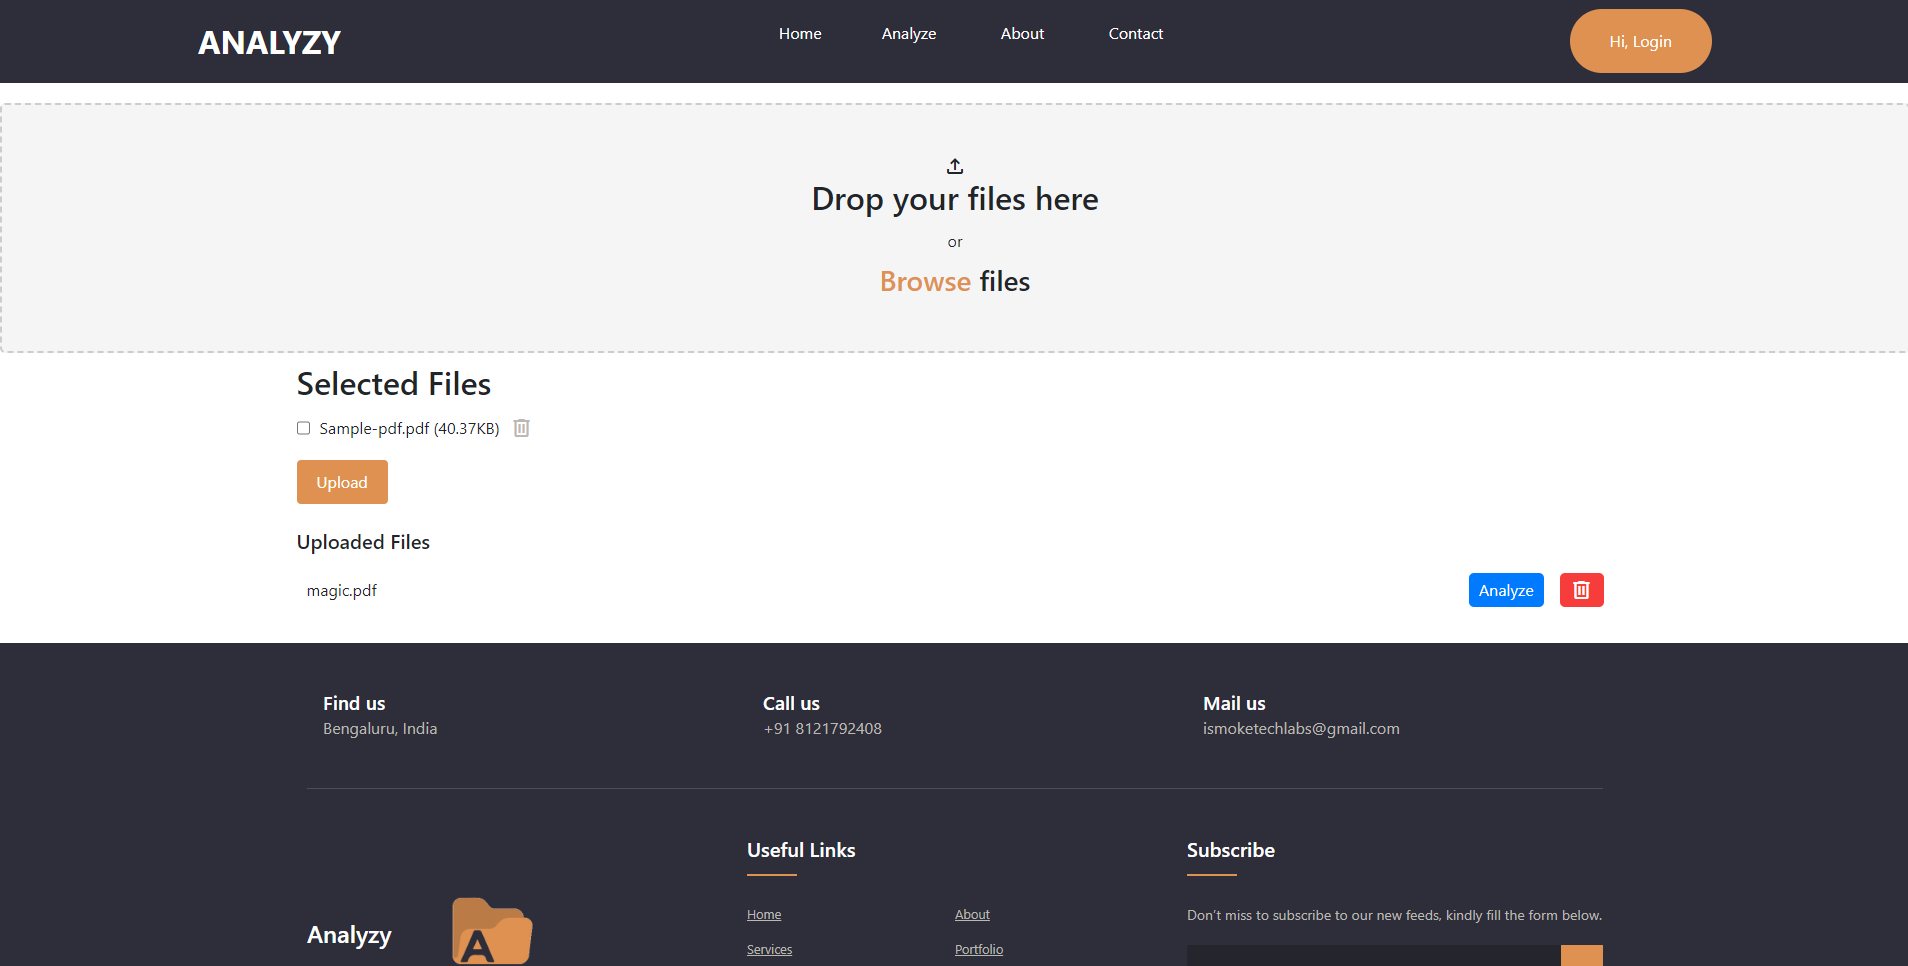 ANALYZY
Home Analyze About Contact
Hi, Login
Drop your files here
or
Browse files
Selected Files
Sample-pdf.pdf (40.37KB)
Upload
Uploaded Files
magic.pdf
Analyze
Find us
Bengaluru, India
Call us
+91 8121792408
Mail us
ismoketechlabs@gmail.com
Analyzy
A
Useful Links
Home About
Services Portfolio
Subscribe
Don’t miss to subscribe to our new feeds, kindly fill the form below.